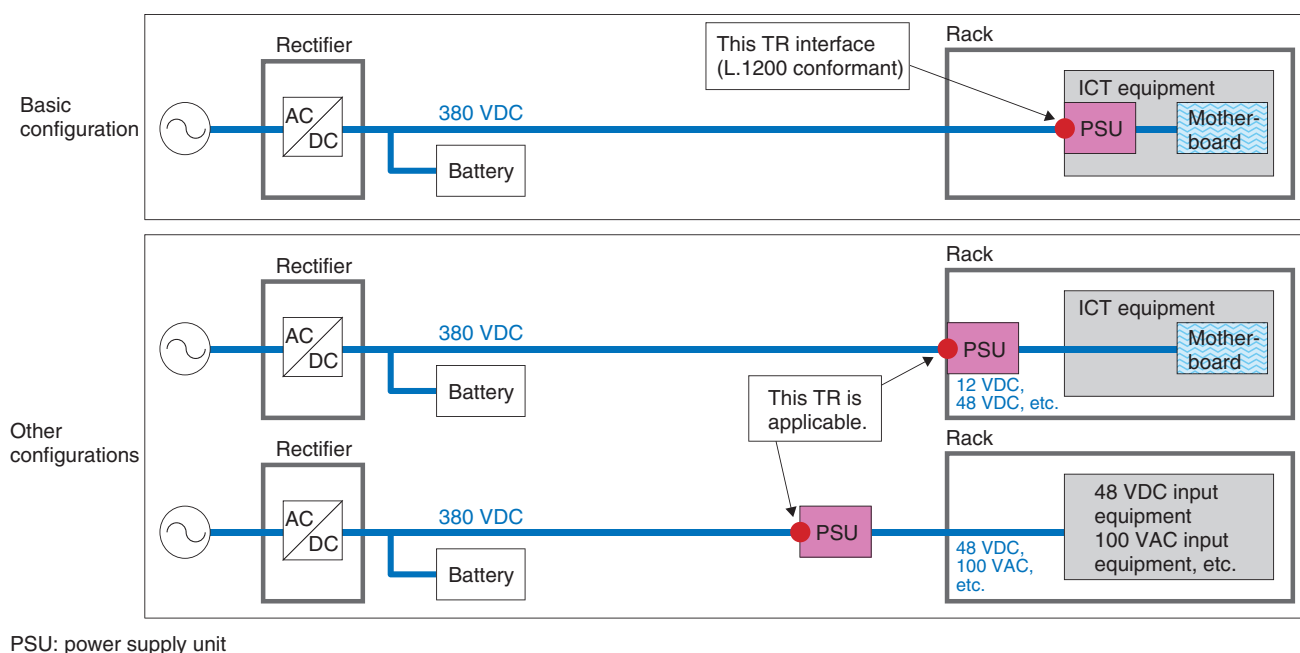 Basic
configuration
Rectifier
AC
DC
380 VDC
Battery
This TR interface
(L.1200 conformant)
Rack
ICT equipment
PSU
Mother-
board
Other
configurations
Rectifier
AC
DC
380 VDC
Battery
Rack
ICT equipment
PSU
Mother-
board
12 VDC,
48 VDC, etc.
This TR is
applicable.
Rectifier
AC
DC
380 VDC
Battery
PSU
Rack
48 VDC,
100 VAC,
etc.
48 VDC input
equipment
100 VAC input
equipment, etc.
PSU: power supply unit